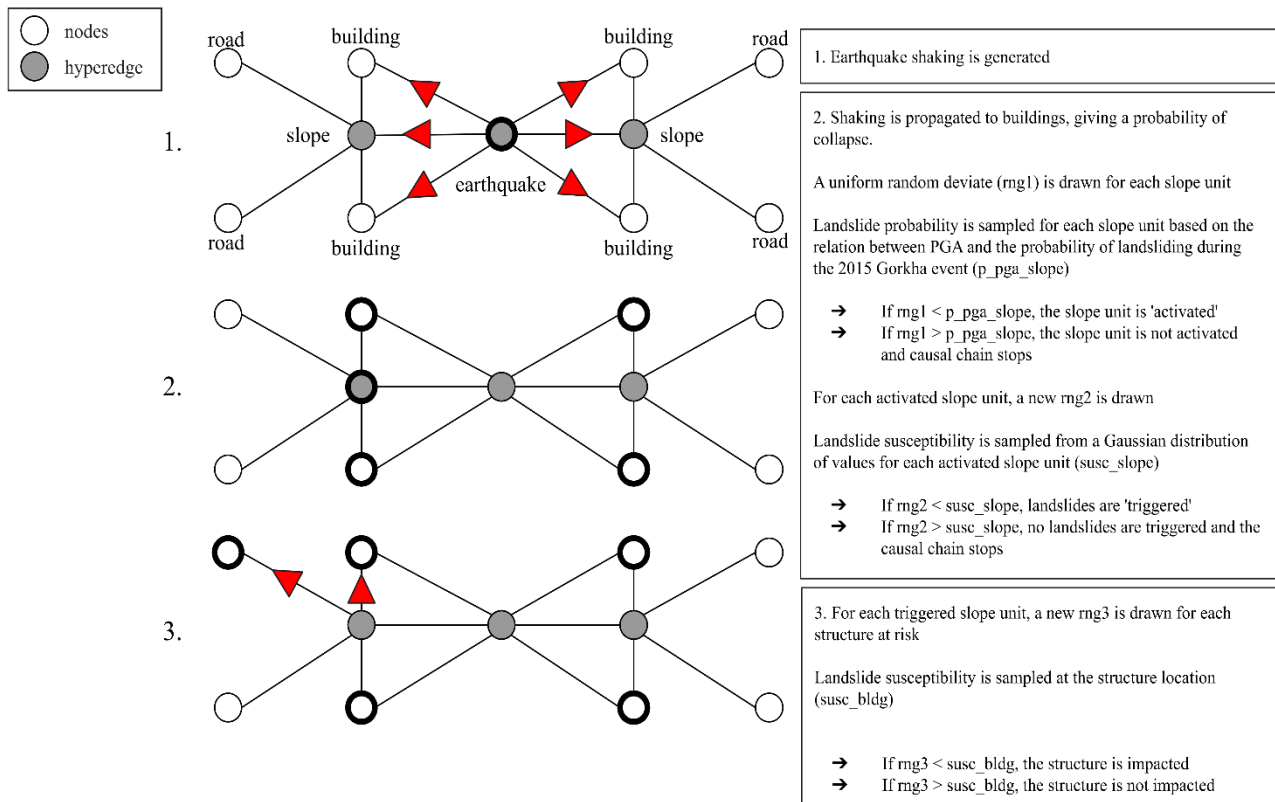 nodes
hyperedge
road
building
building
road
1.
slope
slope
earthquake
road
building
building
road
2.
3.
1. Earthquake shaking is generated
2. Shaking is propagated to buildings, giving a probability of
collapse.
A uniform random deviate (rng1) is drawn for each slope unit
Landslide probability is sampled for each slope unit based on the
relation between PGA and the probability of landsliding during
the 2015 Gorkha event (p_pga_slope)
➔ If rng1 < p_pga_slope, the slope unit is 'activated'
➔ If rng1 > p_pga_slope, the slope unit is not activated
and causal chain stops
For each activated slope unit, a new rng2 is drawn
Landslide susceptibility is sampled from a Gaussian distribution
of values for each activated slope unit (susc_slope)
➔ If rng2 < susc_slope, landslides are 'triggered'
➔ If rng2 > susc_slope, no landslides are triggered and the
causal chain stops
3. For each triggered slope unit, a new rng3 is drawn for each
structure at risk
Landslide susceptibility is sampled at the structure location
(susc_bldg)
➔ If rng3 < susc_bldg, the structure is impacted
➔ If rng3 > susc_bldg, the structure is not impacted